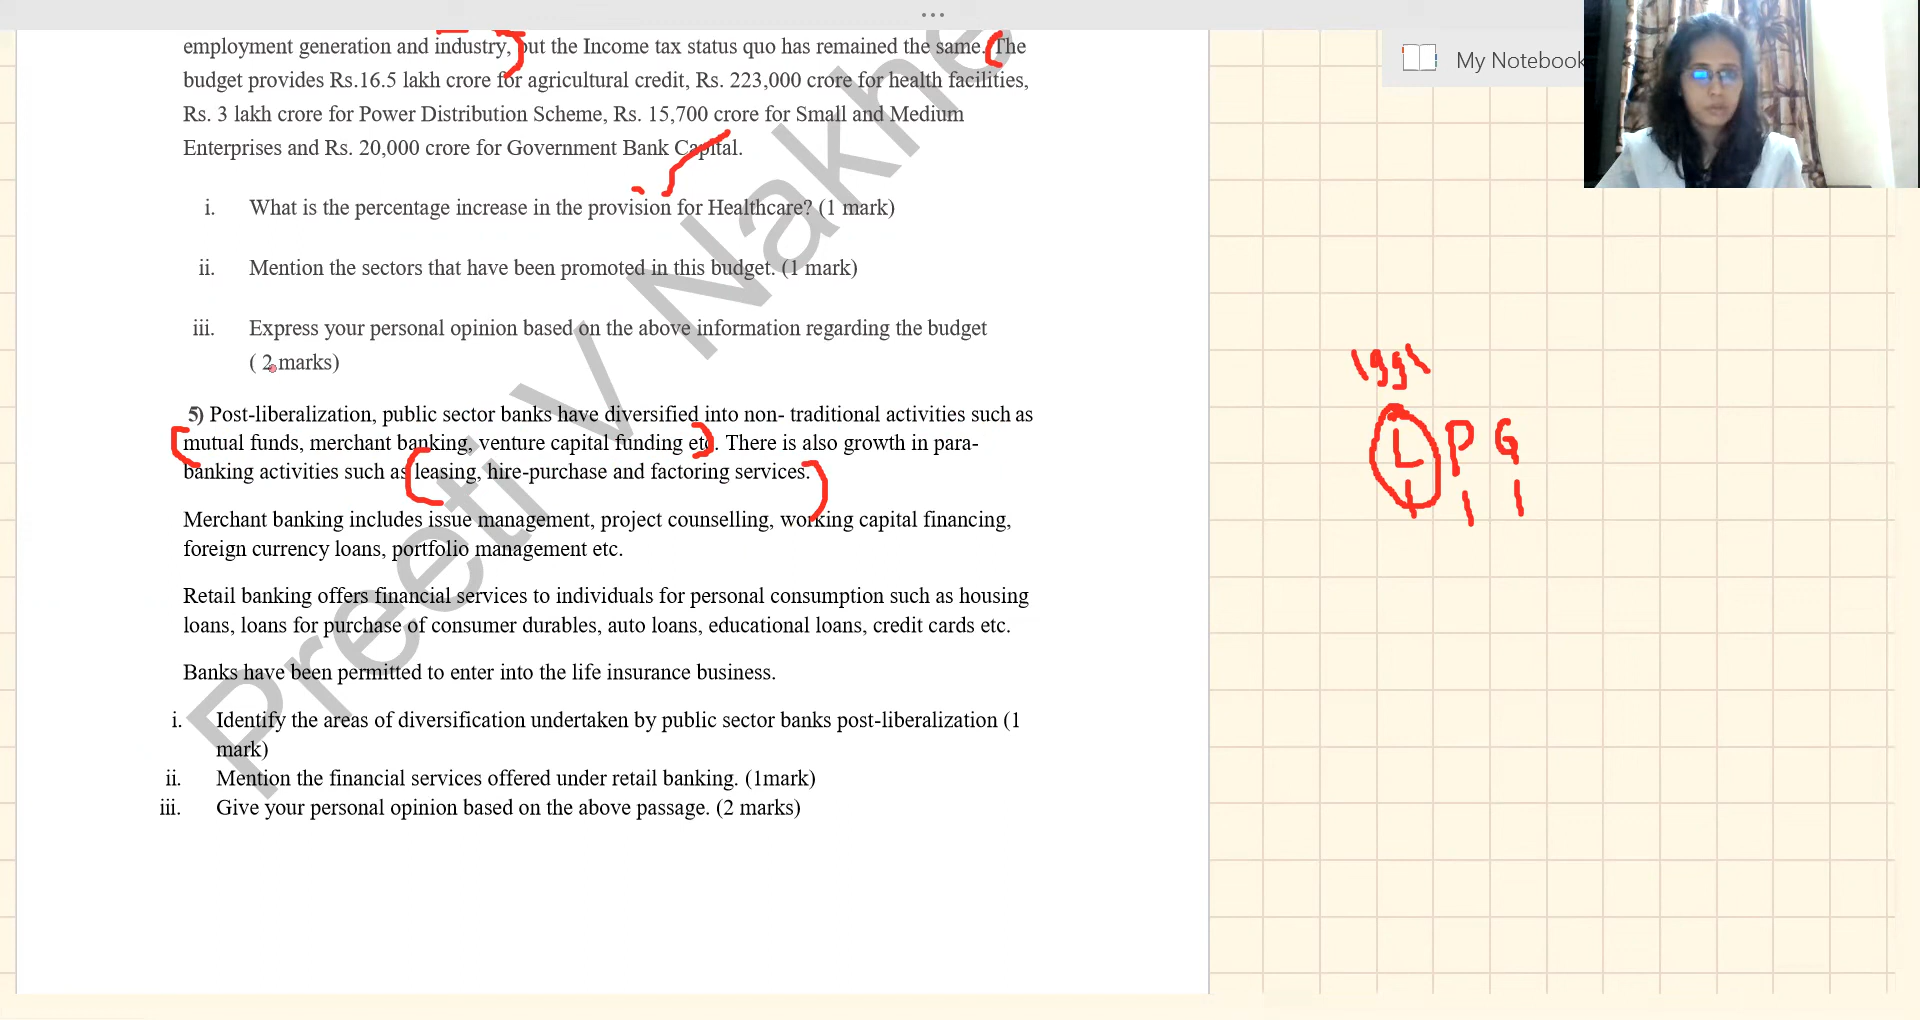 employment generation and industry, but the Income tax status quo has remained the same. The
budget provides Rs.16.5 lakh crore for agricultural credit, Rs. 223,000 crore for health facilities,
Rs. 3 lakh crore for Power Distribution Scheme, Rs. 15,700 crore for Small and Medium
Enterprises and Rs. 20,000 crore for Government Bank Capital.
i. What is the percentage increase in the provision for Healthcare? (1 mark)
ii. Mention the sectors that have been promoted in this budget. (1 mark)
iii. Express your personal opinion based on the above information regarding the budget
( 2 marks)
5) Post-liberalization, public sector banks have diversified into non- traditional activities such as
mutual funds, merchant banking, venture capital funding etc. There is also growth in para-
banking activities such as leasing, hire-purchase and factoring services.
Merchant banking includes issue management, project counselling, working capital financing,
foreign currency loans, portfolio management etc.
Retail banking offers financial services to individuals for personal consumption such as housing
loans, loans for purchase of consumer durables, auto loans, educational loans, credit cards etc.
Banks have been permitted to enter into the life insurance business.
i. Identify the areas of diversification undertaken by public sector banks post-liberalization (1
mark)
ii. Mention the financial services offered under retail banking. (1mark)
iii. Give your personal opinion based on the above passage. (2 marks)
Preeti V Nakhe
My Notebook
1991
L P G